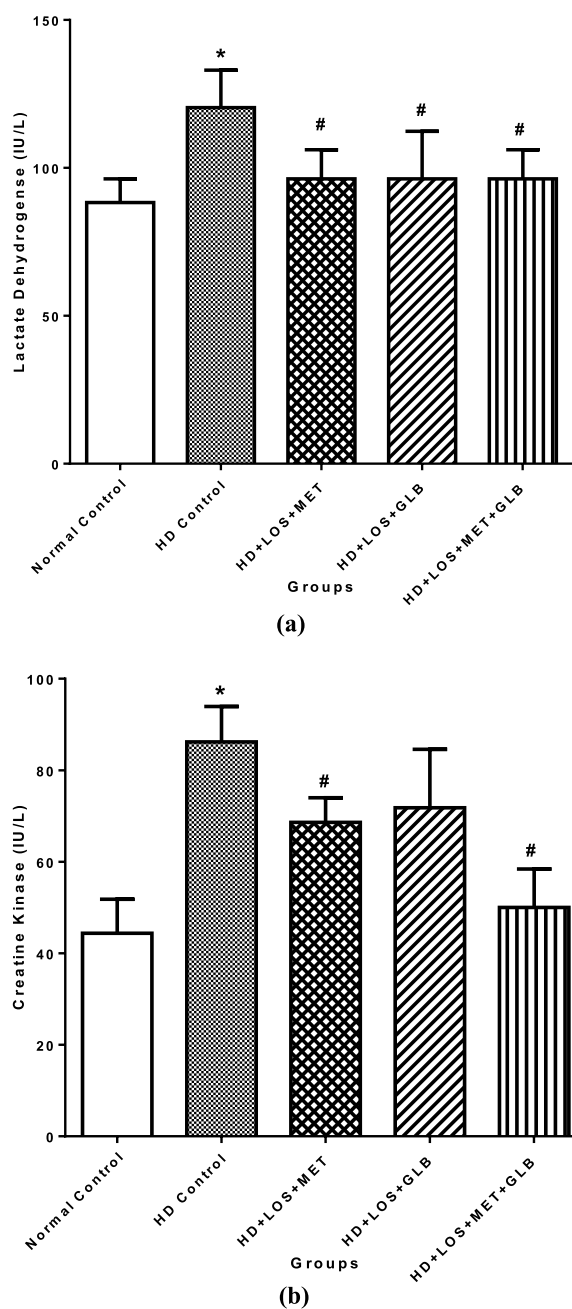 150
*
#
#
#
100
50
0
Lactate Dehydrogense (IU/L)
Normal Control
HD Control
HD+LOS+MET
HD+LOS+GLB
HD+LOS+MET+GLB
Groups
(a)
100
*
80
#
#
60
40
20
0
Creatine Kinase (IU/L)
Normal Control
HD Control
HD+LOS+MET
HD+LOS+GLB
HD+LOS+MET+GLB
Groups
(b)